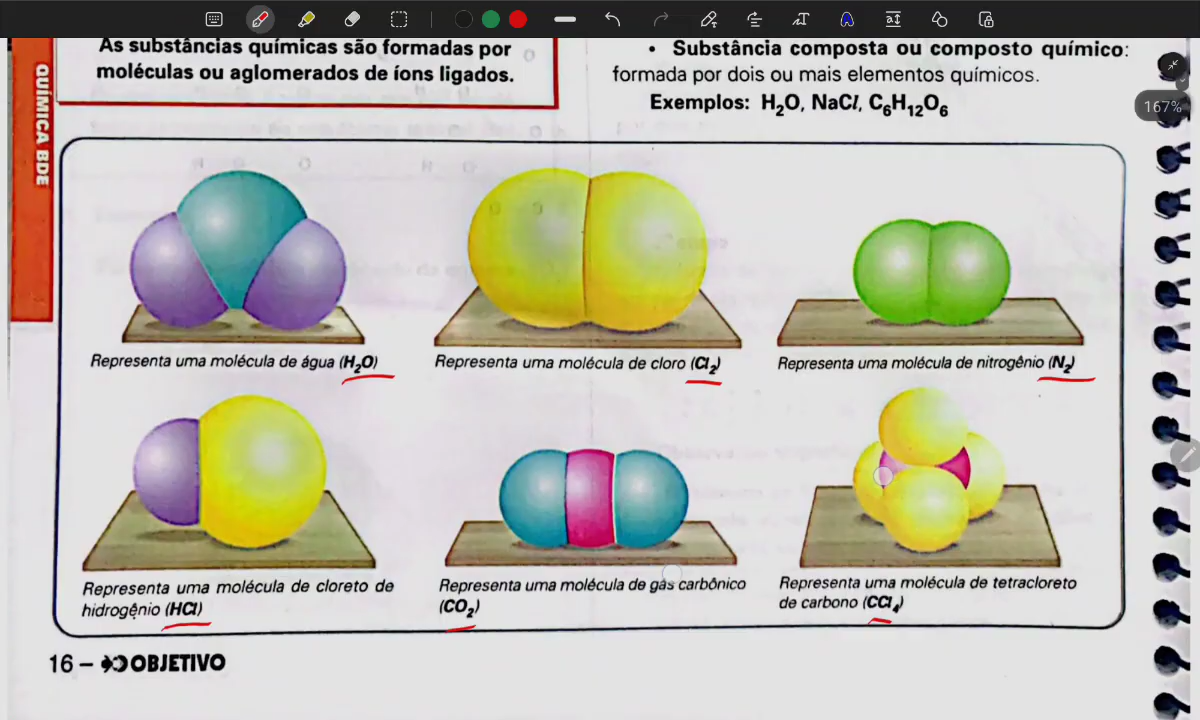 As substâncias químicas são formadas por
moléculas ou aglomerados de íons ligados.
• Substância composta ou composto químico:
formada por dois ou mais elementos químicos.
Exemplos: H₂O, NaCl, C₆H₁₂O₆
167%
QUÍMICA BDE
Representa uma molécula de água (H₂O)
Representa uma molécula de cloro (Cl₂)
Representa uma molécula de nitrogênio (N₂)
Representa uma molécula de cloreto de
hidrogênio (HCl)
Representa uma molécula de gás carbônico
(CO₂)
Representa uma molécula de tetracloreto
de carbono (CCl₄)
16 – OBJETIVO